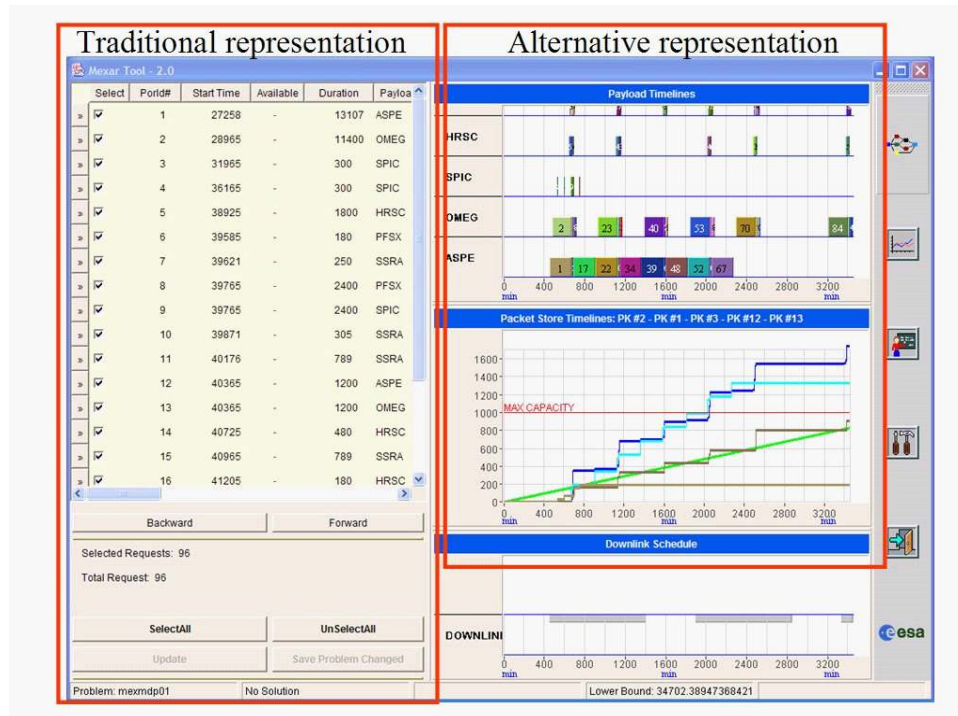 Traditional representation
Alternative representation
Mexar Tool - 2.0
Select Porld# Start Time Available Duration Payloa
» 1 27258 - 13107 ASPE
» 2 28965 - 11400 OMEG
» 3 31965 - 300 SPIC
» 4 36165 - 300 SPIC
» 5 38925 - 1800 HRSC
» 6 39585 - 180 PFSX
» 7 39621 - 250 SSRA
» 8 39765 - 2400 PFSX
» 9 39765 - 2400 SPIC
» 10 39871 - 305 SSRA
» 11 40176 - 789 SSRA
» 12 40365 - 1200 ASPE
» 13 40365 - 1200 OMEG
» 14 40725 - 480 HRSC
» 15 40965 - 789 SSRA
» 16 41205 - 180 HRSC
Backward Forward
Selected Requests: 96
Total Request: 96
SelectAll UnSelectAll
Update Save Problem Changed
Payload Timelines
HRSC
SPIC
OMEG 2 23 40 53 70 84
ASPE 1 17 22 34 39 48 52 67
0 400 800 1200 1600 2000 2400 2800 3200
min min min
Packet Store Timelines: PK #2 - PK #1 - PK #3 - PK #12 - PK #13
1600
1400
1200
1000 MAX CAPACITY
800
600
400
200
0
0 400 800 1200 1600 2000 2400 2800 3200
min min min
Downlink Schedule
DOWNLINI
0 400 800 1200 1600 2000 2400 2800 3200
min min min
esa
Problem: mexmdp01 No Solution Lower Bound: 34702.38947368421